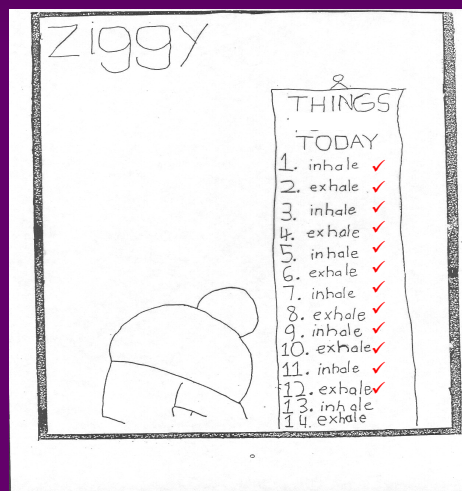 Ziggy
THINGS
TODAY
1. inhale ✓
2. exhale ✓
3. inhale ✓
4. exhale ✓
5. inhale ✓
6. exhale ✓
7. inhale ✓
8. exhale ✓
9. inhale ✓
10. exhale ✓
11. inhale ✓
12. exhale ✓
13. inhale
14. exhale